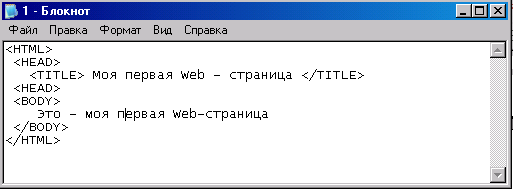 1 - Блокнот
Файл Правка Формат Вид Справка
<HTML>
<HEAD>
<TITLE> Моя первая Web - страница </TITLE>
<HEAD>
<BODY>
Это - моя первая Web-страница
</BODY>
</HTML>